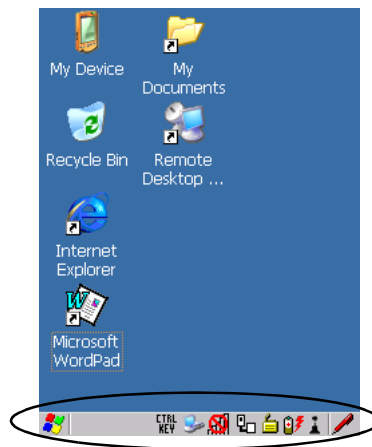 My Device
My
Documents
Recycle Bin
Remote
Desktop ...
Internet
Explorer
Microsoft
WordPad
CTRL
KEY